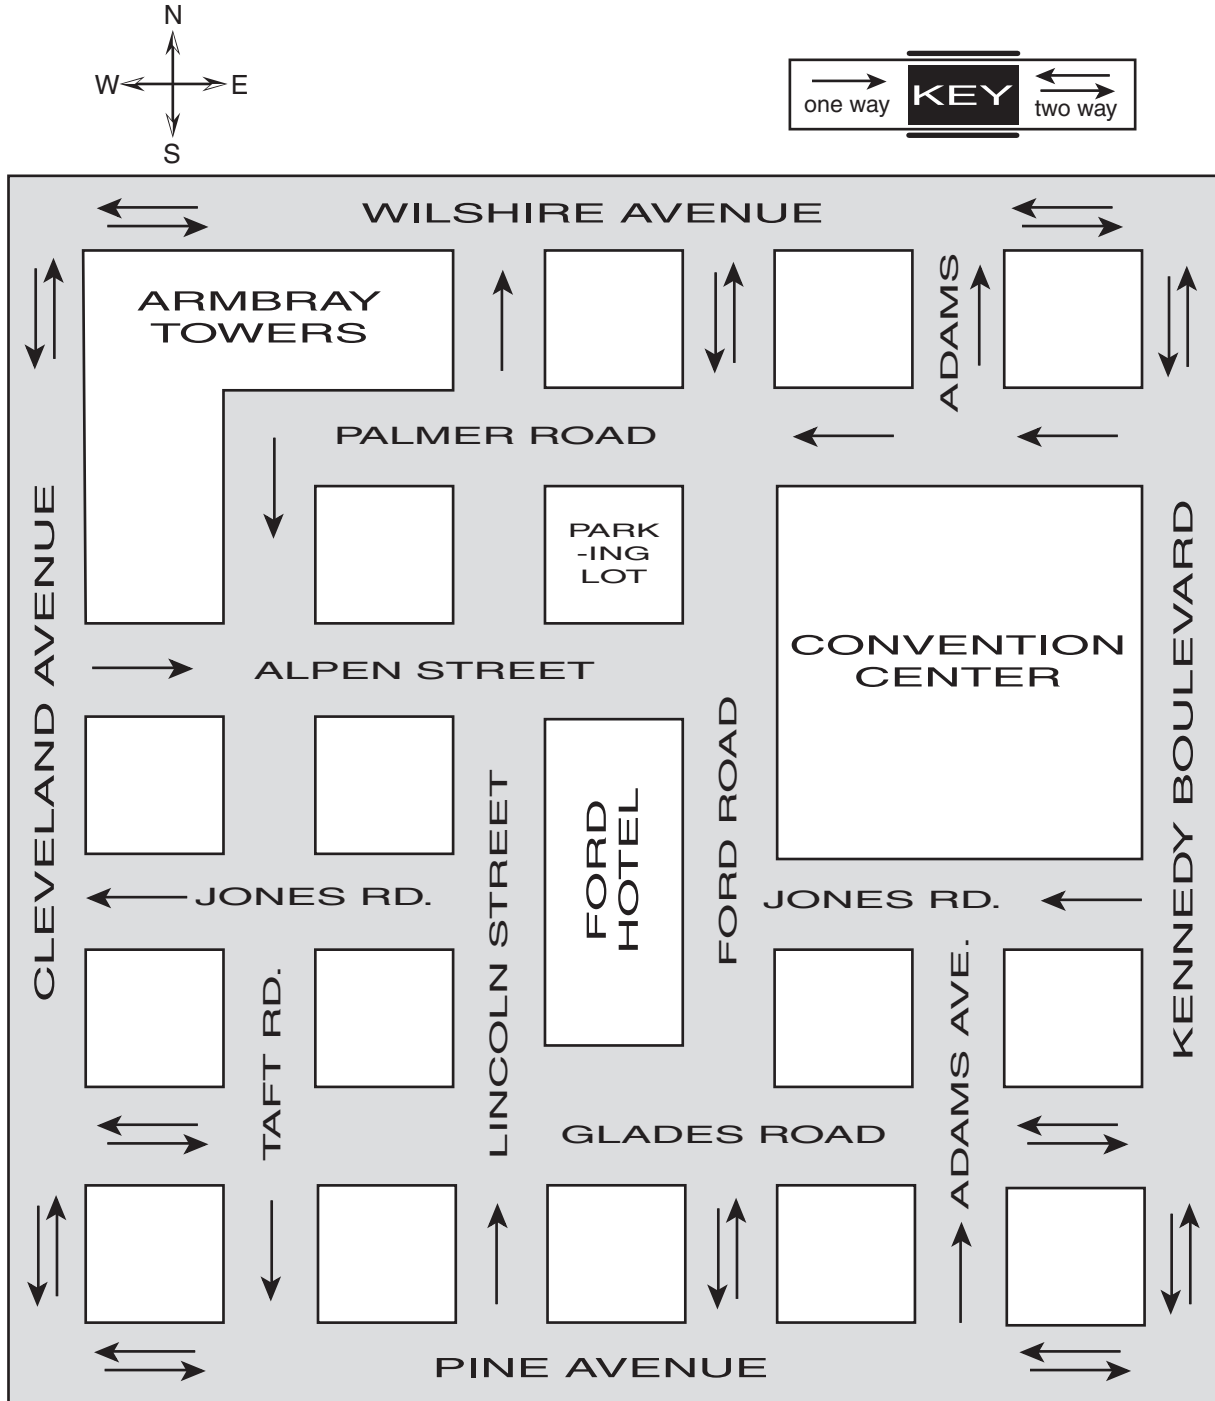 N
W E
S
one way
KEY
two way
WILSHIRE AVENUE
ARMBRAY
TOWERS
ADAMS
PALMER ROAD
CLEVELAND AVENUE
PARK
-ING
LOT
KENNEDY BOULEVARD
CONVENTION
CENTER
ALPEN STREET
FORD ROAD
LINCOLN STREET
FORD
HOTEL
JONES RD.
JONES RD.
TAFT RD.
ADAMS AVE.
GLADES ROAD
PINE AVENUE